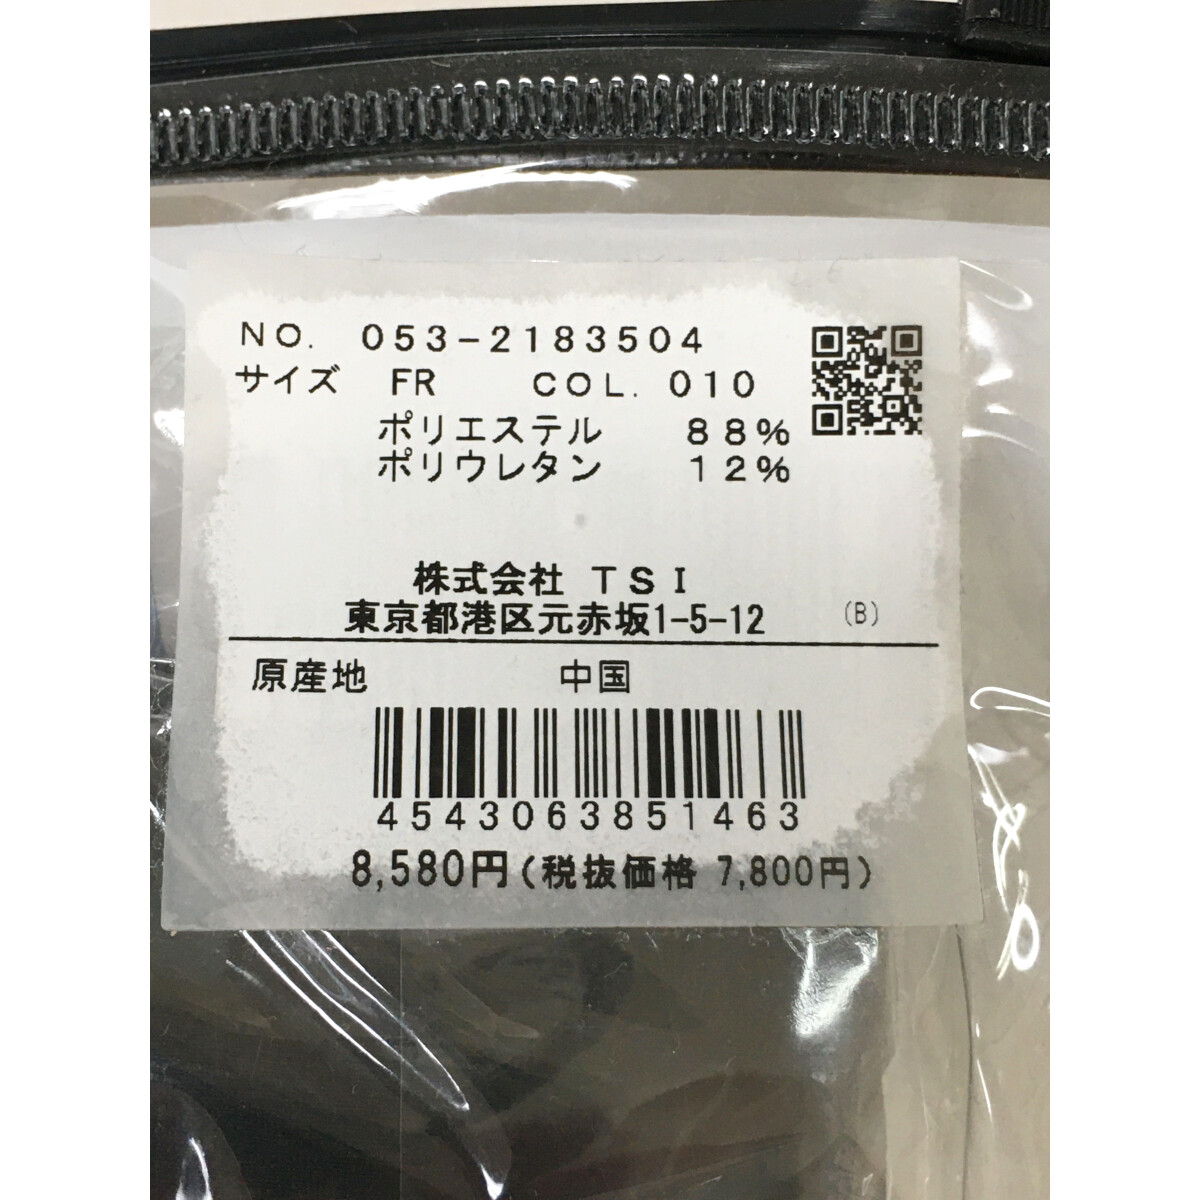 NO. 053-2183504
サイズ FR COL. 010
ポリエステル 88%
ポリウレタン 12%
株式会社 TSI
東京都港区元赤坂1-5-12 (B)
原産地 中国
4543063851463
8,580円(税抜価格 7,800円)